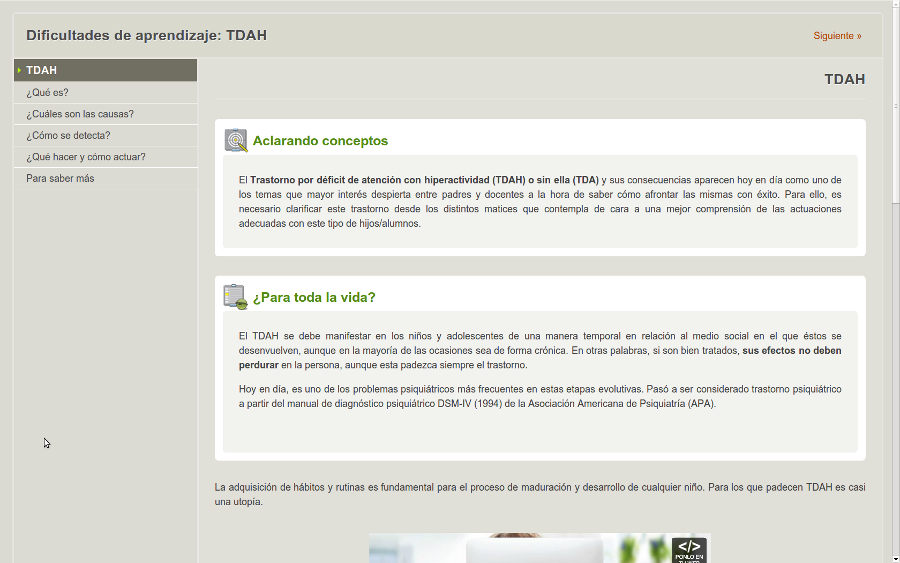 Dificultades de aprendizaje: TDAH
Siguiente »
TDAH
¿Qué es?
¿Cuáles son las causas?
¿Cómo se detecta?
¿Qué hacer y cómo actuar?
Para saber más
TDAH
Aclarando conceptos
El Trastorno por déficit de atención con hiperactividad (TDAH) o sin ella (TDA) y sus consecuencias aparecen hoy en día como uno de
los temas que mayor interés despierta entre padres y docentes a la hora de saber cómo afrontar las mismas con éxito. Para ello, es
necesario clarificar este trastorno desde los distintos matices que contempla de cara a una mejor comprensión de las actuaciones
adecuadas con este tipo de hijos/alumnos.
¿Para toda la vida?
El TDAH se debe manifestar en los niños y adolescentes de una manera temporal en relación al medio social en el que éstos se
desenvuelven, aunque en la mayoría de las ocasiones sea de forma crónica. En otras palabras, si son bien tratados, sus efectos no deben
perdurar en la persona, aunque esta padezca siempre el trastorno.
Hoy en día, es uno de los problemas psiquiátricos más frecuentes en estas etapas evolutivas. Pasó a ser considerado trastorno psiquiátrico
a partir del manual de diagnóstico psiquiátrico DSM-IV (1994) de la Asociación Americana de Psiquiatría (APA).
La adquisición de hábitos y rutinas es fundamental para el proceso de maduración y desarrollo de cualquier niño. Para los que padecen TDAH es casi
una utopía.
</>
PONLO EN
TU WEB